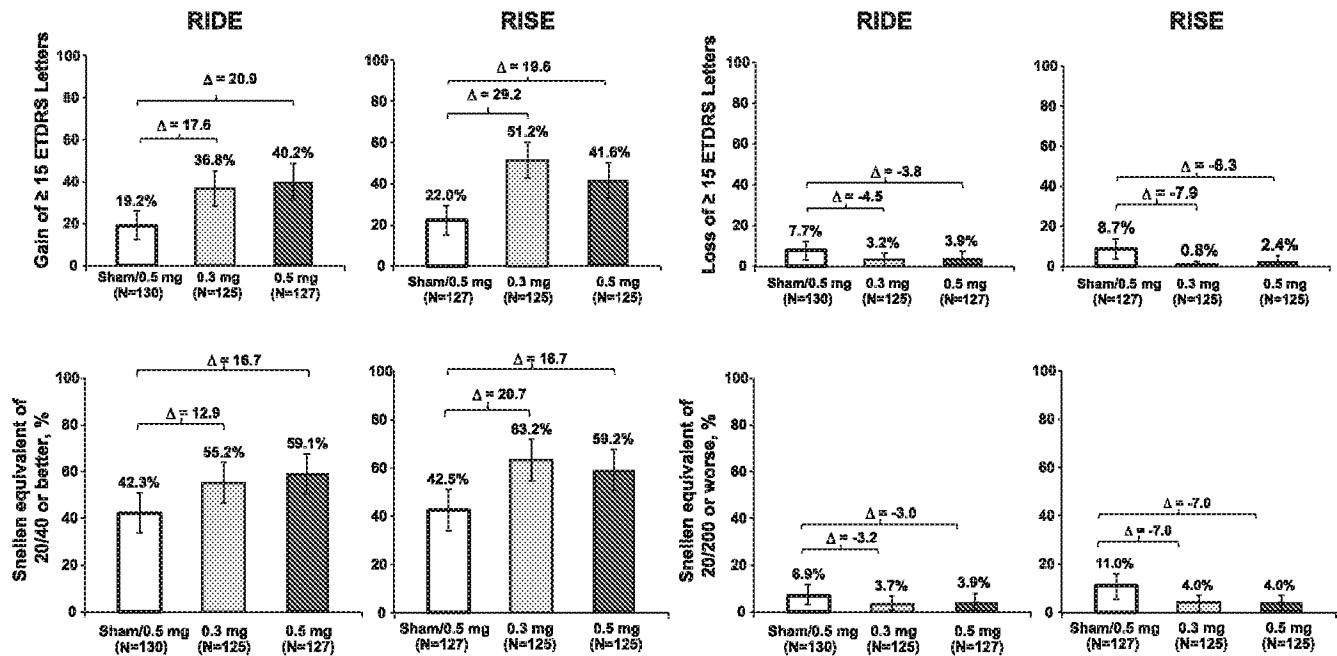 RIDE
RISE
RIDE
RISE
Gain of ≥ 15 ETDRS Letters
100
80
60
40
20
0
Δ = 20.9
Δ = 17.6
19.2%
36.8%
40.2%
Sham/0.5 mg
(N=130)
0.3 mg
(N=125)
0.5 mg
(N=127)
100
80
60
40
20
0
Δ = 19.6
Δ = 29.2
22.0%
51.2%
41.6%
Sham/0.5 mg
(N=127)
0.3 mg
(N=125)
0.5 mg
(N=125)
Loss of ≥ 15 ETDRS Letters
100
80
60
40
20
0
Δ = -3.8
Δ = -4.5
7.7%
3.2%
3.9%
Sham/0.5 mg
(N=130)
0.3 mg
(N=125)
0.5 mg
(N=127)
100
80
60
40
20
0
Δ = -6.3
Δ = -7.9
8.7%
0.8%
2.4%
Sham/0.5 mg
(N=127)
0.3 mg
(N=125)
0.5 mg
(N=125)
Snellen equivalent of
20/40 or better, %
100
80
60
40
20
0
Δ = 16.7
Δ = 12.9
42.3%
55.2%
59.1%
Sham/0.5 mg
(N=130)
0.3 mg
(N=125)
0.5 mg
(N=127)
100
80
60
40
20
0
Δ = 16.7
Δ = 20.7
42.5%
63.2%
59.2%
Sham/0.5 mg
(N=127)
0.3 mg
(N=125)
0.5 mg
(N=125)
Snellen equivalent of
20/200 or worse, %
100
80
60
40
20
0
Δ = -3.0
Δ = -3.2
6.9%
3.7%
3.9%
Sham/0.5 mg
(N=130)
0.3 mg
(N=125)
0.5 mg
(N=127)
100
80
60
40
20
0
Δ = -7.0
Δ = -7.0
11.0%
4.0%
4.0%
Sham/0.5 mg
(N=127)
0.3 mg
(N=125)
0.5 mg
(N=125)